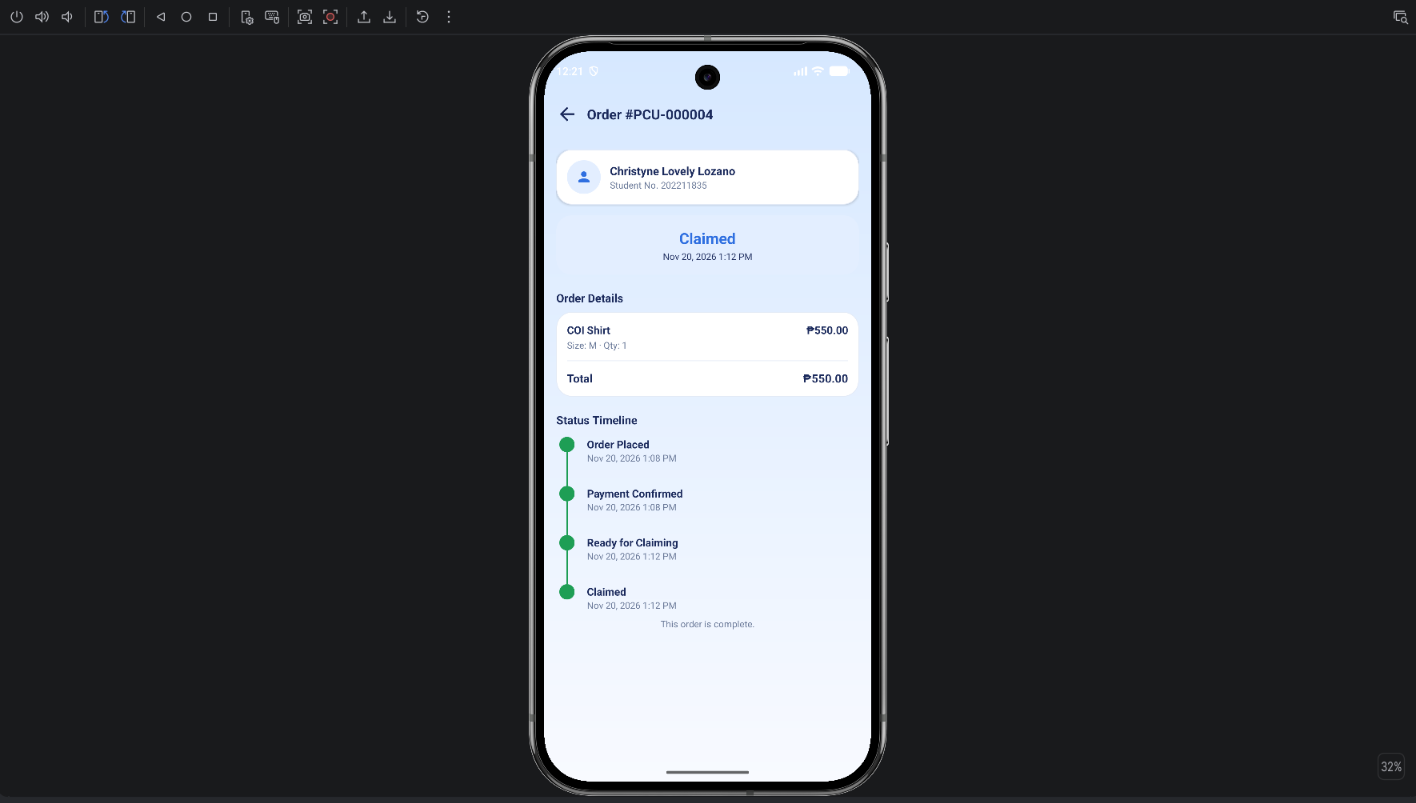 12:21
Order #PCU-000004
Christyne Lovely Lozano
Student No. 202211835
Claimed
Nov 20, 2026 1:12 PM
Order Details
COI Shirt
₱550.00
Size: M · Qty: 1
Total
₱550.00
Status Timeline
Order Placed
Nov 20, 2026 1:08 PM
Payment Confirmed
Nov 20, 2026 1:08 PM
Ready for Claiming
Nov 20, 2026 1:12 PM
Claimed
Nov 20, 2026 1:12 PM
This order is complete.
32%